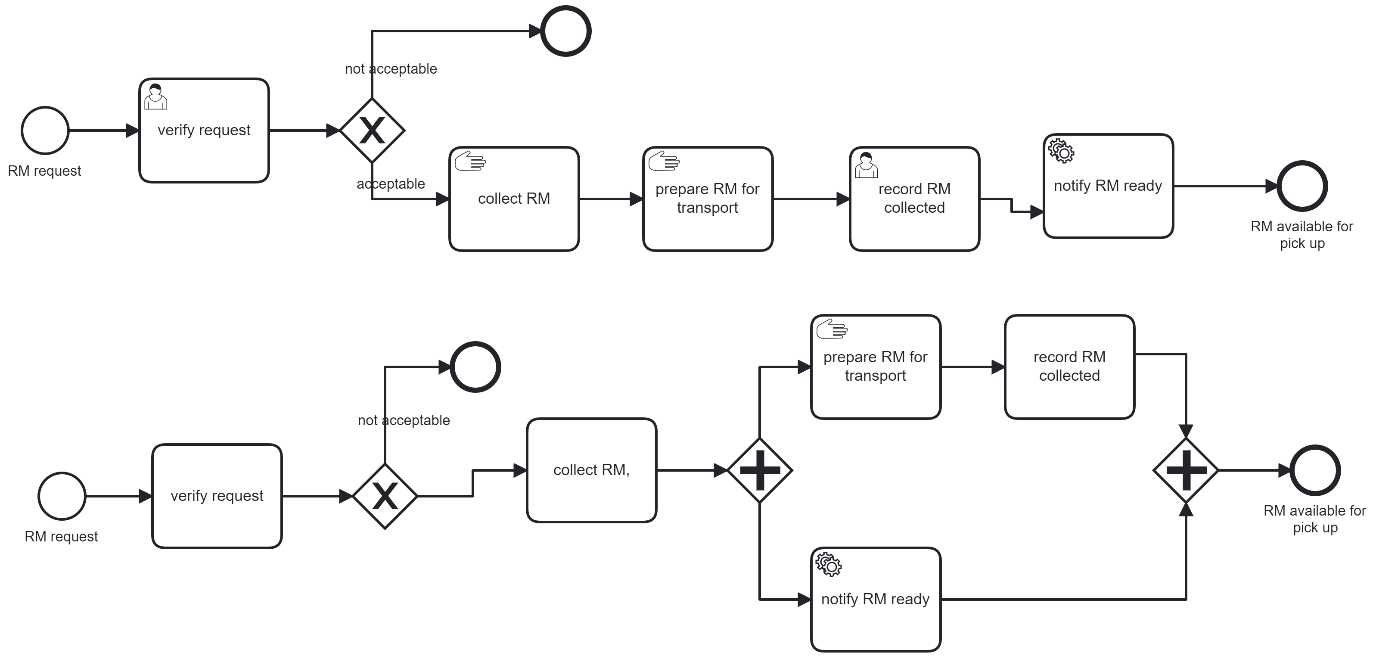 not acceptable
RM request
verify request
acceptable
collect RM
prepare RM for
transport
record RM
collected
notify RM ready
RM available for
pick up
RM request
verify request
not acceptable
collect RM,
prepare RM for
transport
record RM
collected
notify RM ready
RM available for
pick up